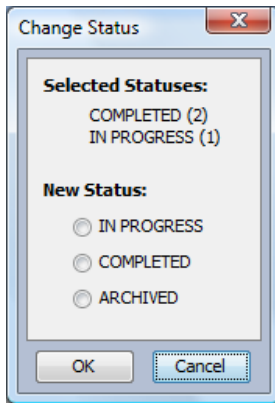 Change Status
Selected Statuses:
COMPLETED (2)
IN PROGRESS (1)
New Status:
IN PROGRESS
COMPLETED
ARCHIVED
OK Cancel